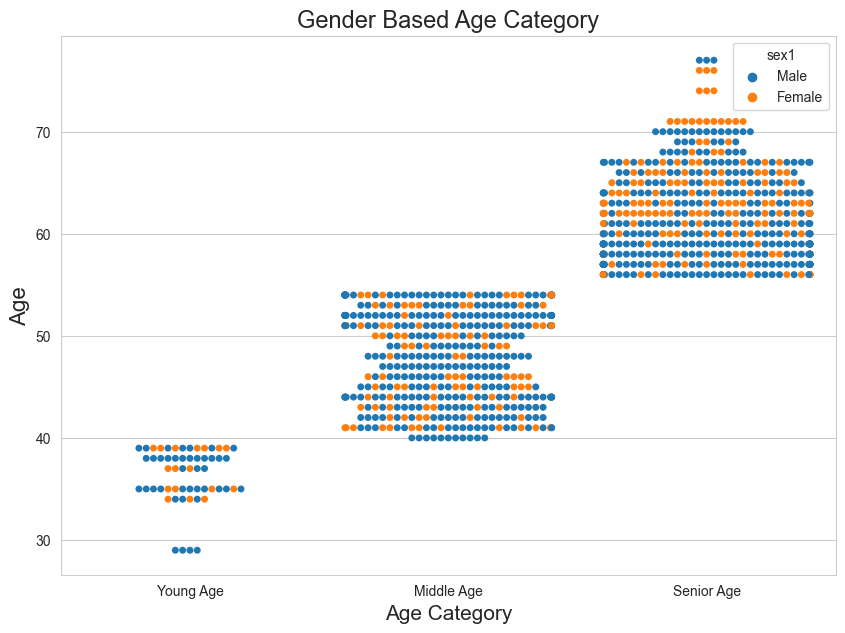 Gender Based Age Category
sex1
Male
Female
Age
70
60
50
40
30
Young Age
Middle Age
Senior Age
Age Category